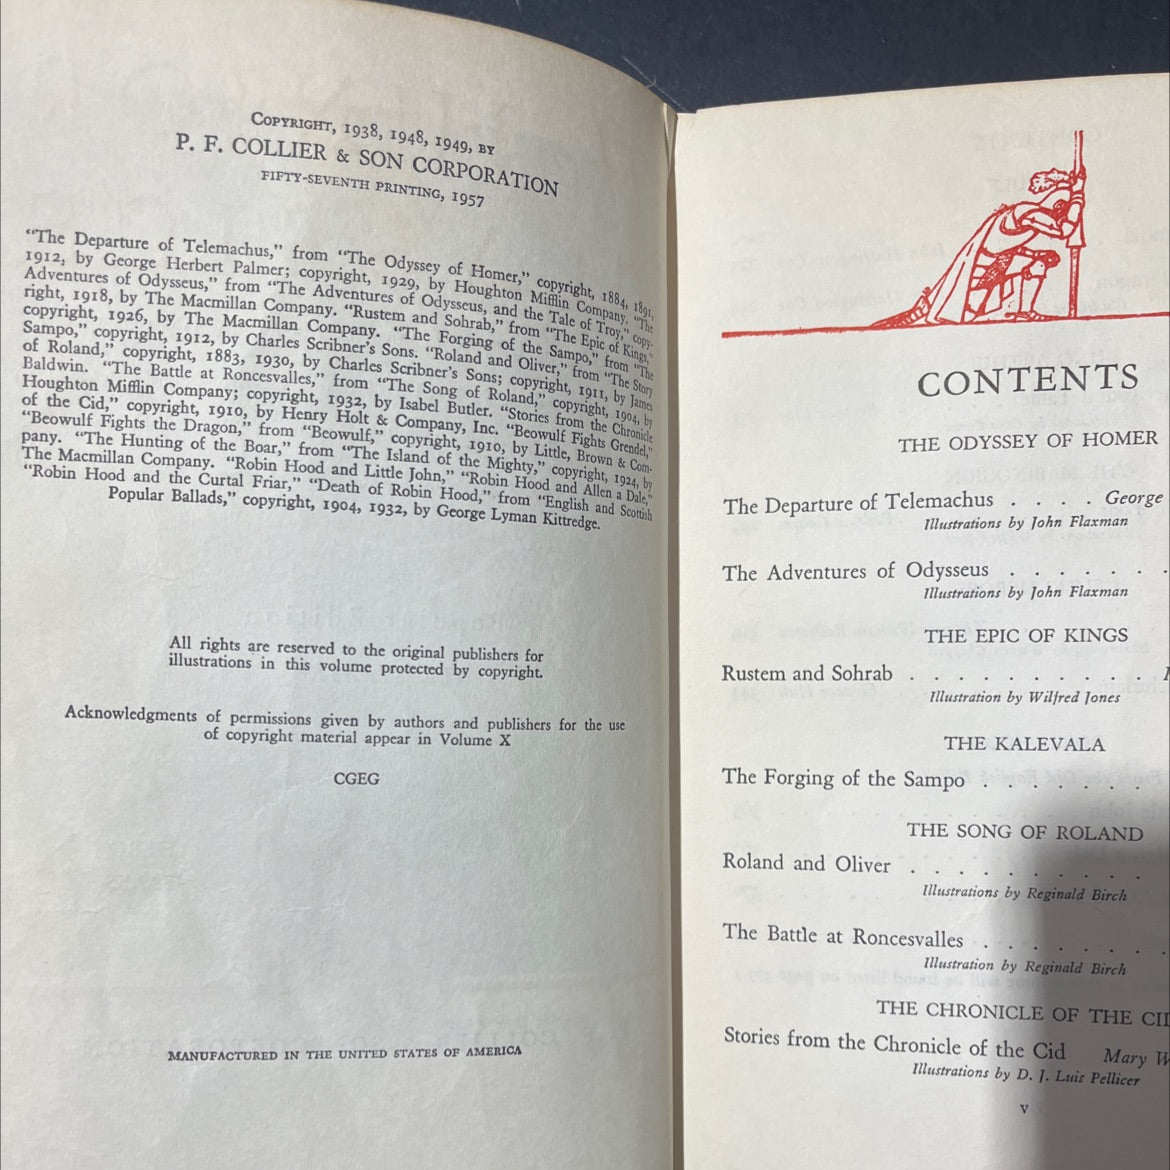 COPYRIGHT, 1938, 1948, 1949, BY
P. F. COLLIER & SON CORPORATION
FIFTY-SEVENTH PRINTING, 1957
"The Departure of Telemachus," from "The Odyssey of Homer," copyright, 1884, 1891,
1912, by George Herbert Palmer; copyright, 1929, by Houghton Mifflin Company. "The
Adventures of Odysseus," from "The Adventures of Odysseus, and the Tale of Troy," copy-
right, 1918, by The Macmillan Company. "Rustem and Sohrab," from "The Epic of Kings,"
copyright, 1926, by The Macmillan Company. "The Forging of the Sampo," from "The
Sampo," copyright, 1912, by Charles Scribner's Sons. "Roland and Oliver," from "The Story
of Roland," copyright, 1883, 1930, by Charles Scribner's Sons; copyright, 1911, by James
Baldwin. "The Battle at Roncesvalles," from "The Song of Roland," copyright, 1904, by
Houghton Mifflin Company; copyright, 1932, by Isabel Butler. "Stories from the Chronicle
of the Cid," copyright, 1910, by Henry Holt & Company, Inc. "Beowulf Fights Grendel,"
"Beowulf Fights the Dragon," from "Beowulf," copyright, 1910, by Little, Brown & Com-
pany. "The Hunting of the Boar," from "The Island of the Mighty," copyright, 1924, by
The Macmillan Company. "Robin Hood and Little John," "Robin Hood and Allen a Dale,"
"Robin Hood and the Curtal Friar," "Death of Robin Hood," from "English and Scottish
Popular Ballads," copyright, 1904, 1932, by George Lyman Kittredge.
All rights are reserved to the original publishers for
illustrations in this volume protected by copyright.
Acknowledgments of permissions given by authors and publishers for the use
of copyright material appear in Volume X
CGEG
MANUFACTURED IN THE UNITED STATES OF AMERICA
CONTENTS
THE ODYSSEY OF HOMER
The Departure of Telemachus . . . . George
Illustrations by John Flaxman
The Adventures of Odysseus . . . . . . .
Illustrations by John Flaxman
THE EPIC OF KINGS
Rustem and Sohrab . . . . . . . . . . .
Illustration by Wilfred Jones
THE KALEVALA
The Forging of the Sampo . . . . . . .
THE SONG OF ROLAND
Roland and Oliver . . . . . . . . . .
Illustrations by Reginald Birch
The Battle at Roncesvalles . . . . . . . .
Illustration by Reginald Birch
THE CHRONICLE OF THE CID
Stories from the Chronicle of the Cid Mary W
Illustrations by D. J. Luis Pellicer
v